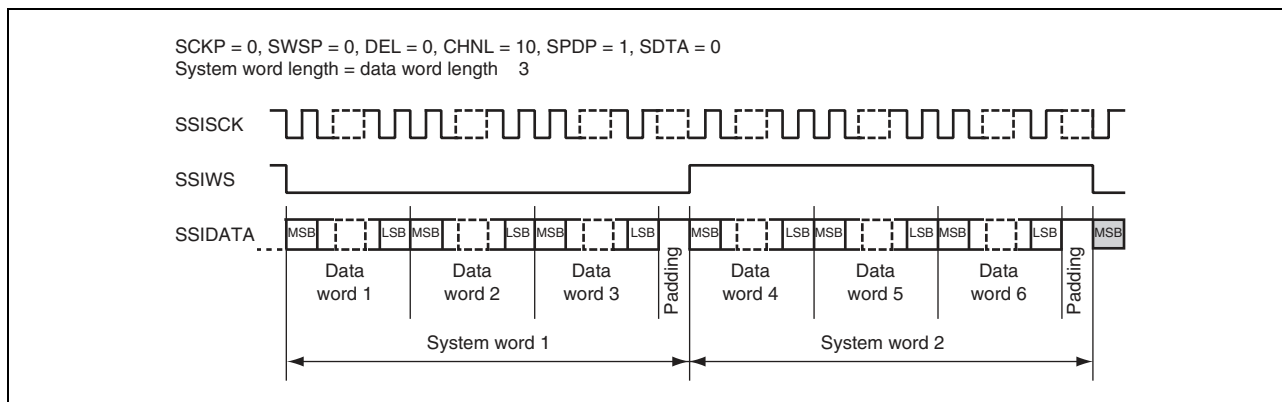 SCKP = 0, SWSP = 0, DEL = 0, CHNL = 10, SPDP = 1, SDTA = 0
System word length = data word length 3
SSISCK
SSIWS
SSIDATA
MSB LSB MSB LSB MSB LSB MSB LSB MSB LSB MSB LSB MSB
Data word 1
Data word 2
Data word 3
Padding
Data word 4
Data word 5
Data word 6
Padding
System word 1
System word 2